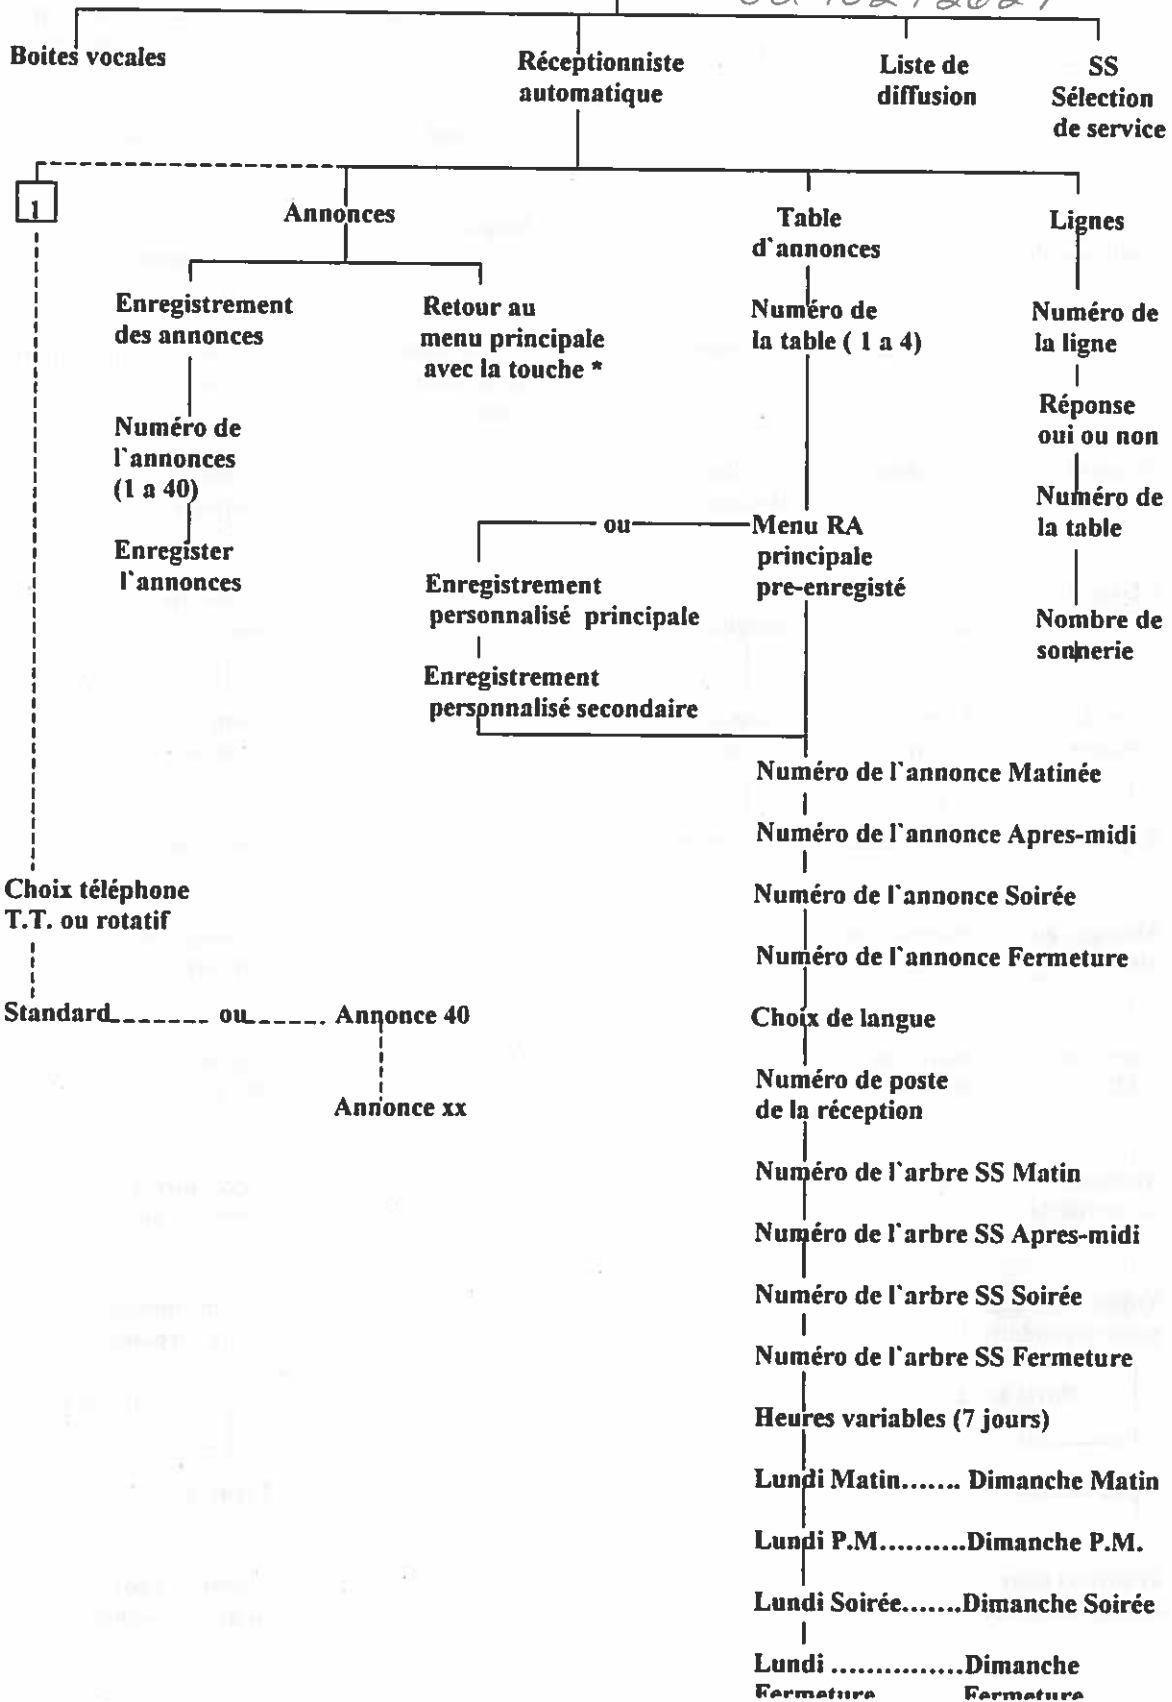 Boites vocales
Réceptionniste
automatique
Liste de
diffusion
SS
Sélection
de service
1
Annonces
Table
d`annonces
Lignes
Enregistrement
des annonces
Retour au
menu principale
avec la touche *
Numéro de
la table ( 1 a 4)
Numéro de
la ligne
Réponse
oui ou non
Numéro de
l`annonces
(1 a 40)
Numéro de
la table
Enregister
l`annonces
ou
Menu RA
principale
pre-enregisté
Enregistrement
personnalisé principale
Nombre de
sonnerie
Enregistrement
personnalisé secondaire
Numéro de l`annonce Matinée
Numéro de l`annonce Apres-midi
Choix téléphone
T.T. ou rotatif
Numéro de l`annonce Soirée
Numéro de l`annonce Fermeture
Standard........ ou....... Annonce 40
Choix de langue
Annonce xx
Numéro de poste
de la réception
Numéro de l`arbre SS Matin
Numéro de l`arbre SS Apres-midi
Numéro de l`arbre SS Soirée
Numéro de l`arbre SS Fermeture
Heures variables (7 jours)
Lundi Matin....... Dimanche Matin
Lundi P.M..........Dimanche P.M.
Lundi Soirée.......Dimanche Soirée
Lundi ...............Dimanche
Fermeture Fermeture